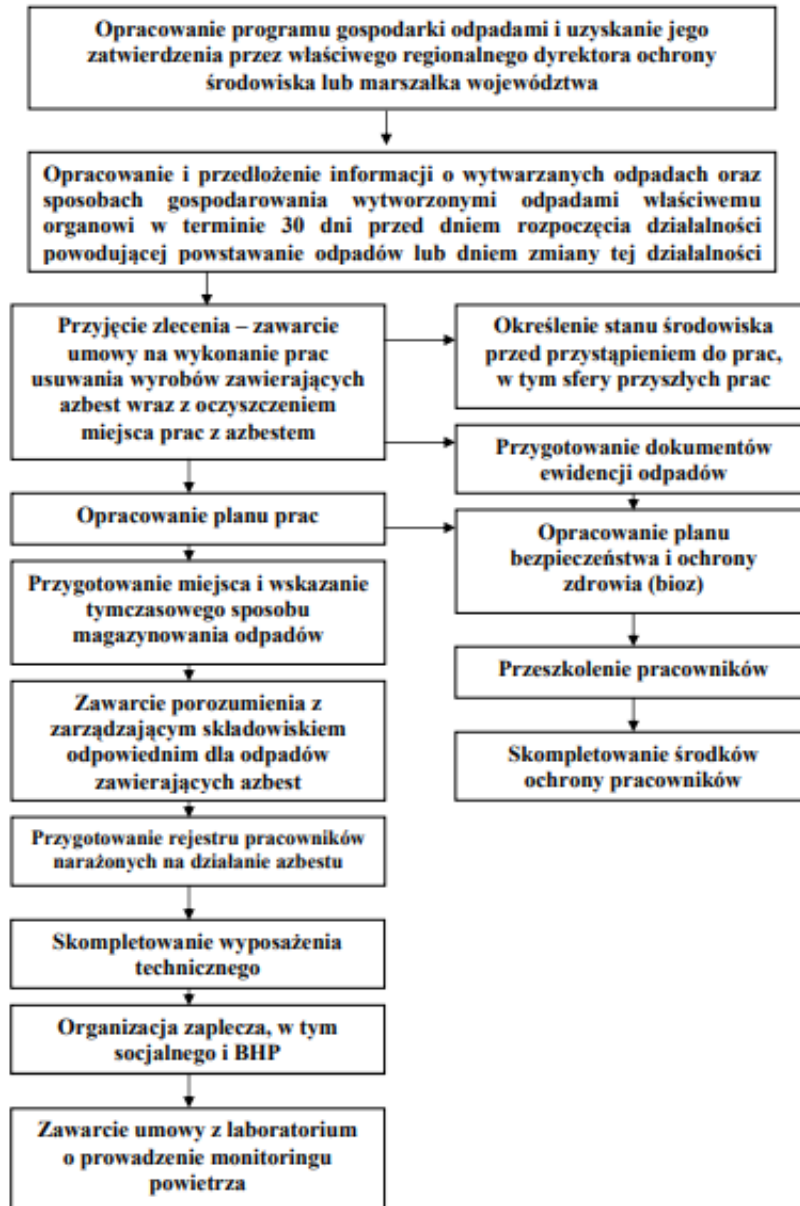 Opracowanie programu gospodarki odpadami i uzyskanie jego
zatwierdzenia przez właściwego regionalnego dyrektora ochrony
środowiska lub marszałka województwa
Opracowanie i przedłożenie informacji o wytwarzanych odpadach oraz
sposobach gospodarowania wytworzonymi odpadami właściwemu
organowi w terminie 30 dni przed dniem rozpoczęcia działalności
powodującej powstawanie odpadów lub dniem zmiany tej działalności
Przyjęcie zlecenia – zawarcie
umowy na wykonanie prac
usuwania wyrobów zawierających
azbest wraz z oczyszczeniem
miejsca prac z azbestem
Określenie stanu środowiska
przed przystąpieniem do prac,
w tym sfery przyszłych prac
Przygotowanie dokumentów
ewidencji odpadów
Opracowanie planu prac
Opracowanie planu
bezpieczeństwa i ochrony
zdrowia (bioz)
Przygotowanie miejsca i wskazanie
tymczasowego sposobu
magazynowania odpadów
Przeszkolenie pracowników
Zawarcie porozumienia z
zarządzającym składowiskiem
odpowiednim dla odpadów
zawierających azbest
Skompletowanie środków
ochrony pracowników
Przygotowanie rejestru pracowników
narażonych na działanie azbestu
Skompletowanie wyposażenia
technicznego
Organizacja zaplecza, w tym
socjalnego i BHP
Zawarcie umowy z laboratorium
o prowadzenie monitoringu
powietrza